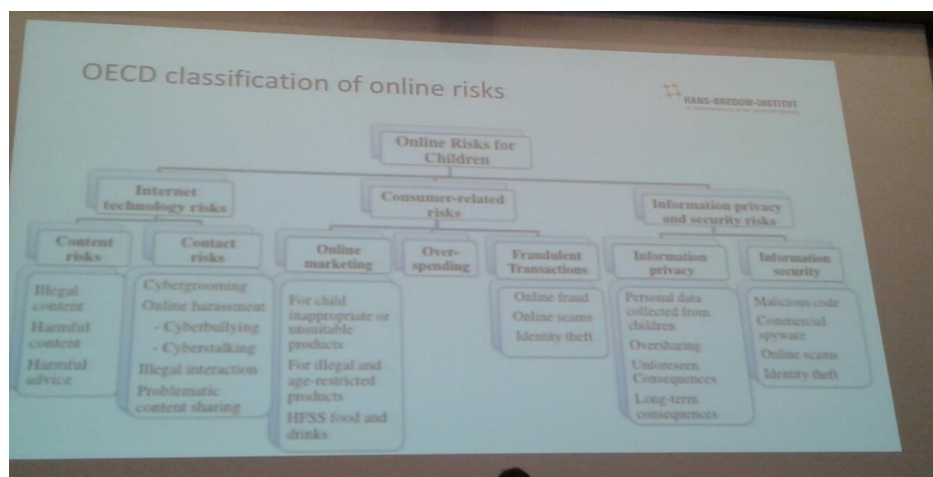 OECD classification of online risks
HANS-BREDOW-INSTITUT
Online Risks for
Children
Internet
technology risks
Consumer-related
risks
Information privacy
and security risks
Content
risks
Contact
risks
Online
marketing
Over-
spending
Fraudulent
Transactions
Information
privacy
Information
security
Illegal
content
Harmful
content
Harmful
advice
Cybergrooming
Online harassment
- Cyberbullying
- Cyberstalking
Illegal interaction
Problematic
content sharing
For child
inappropriate or
unsuitable
products
For illegal and
age-restricted
products
HFSS food and
drinks
Online fraud
Online scams
Identity theft
Personal data
collected from
children
Oversharing
Unforeseen
Consequences
Long-term
consequences
Malicious code
Commercial
spyware
Online scams
Identity theft